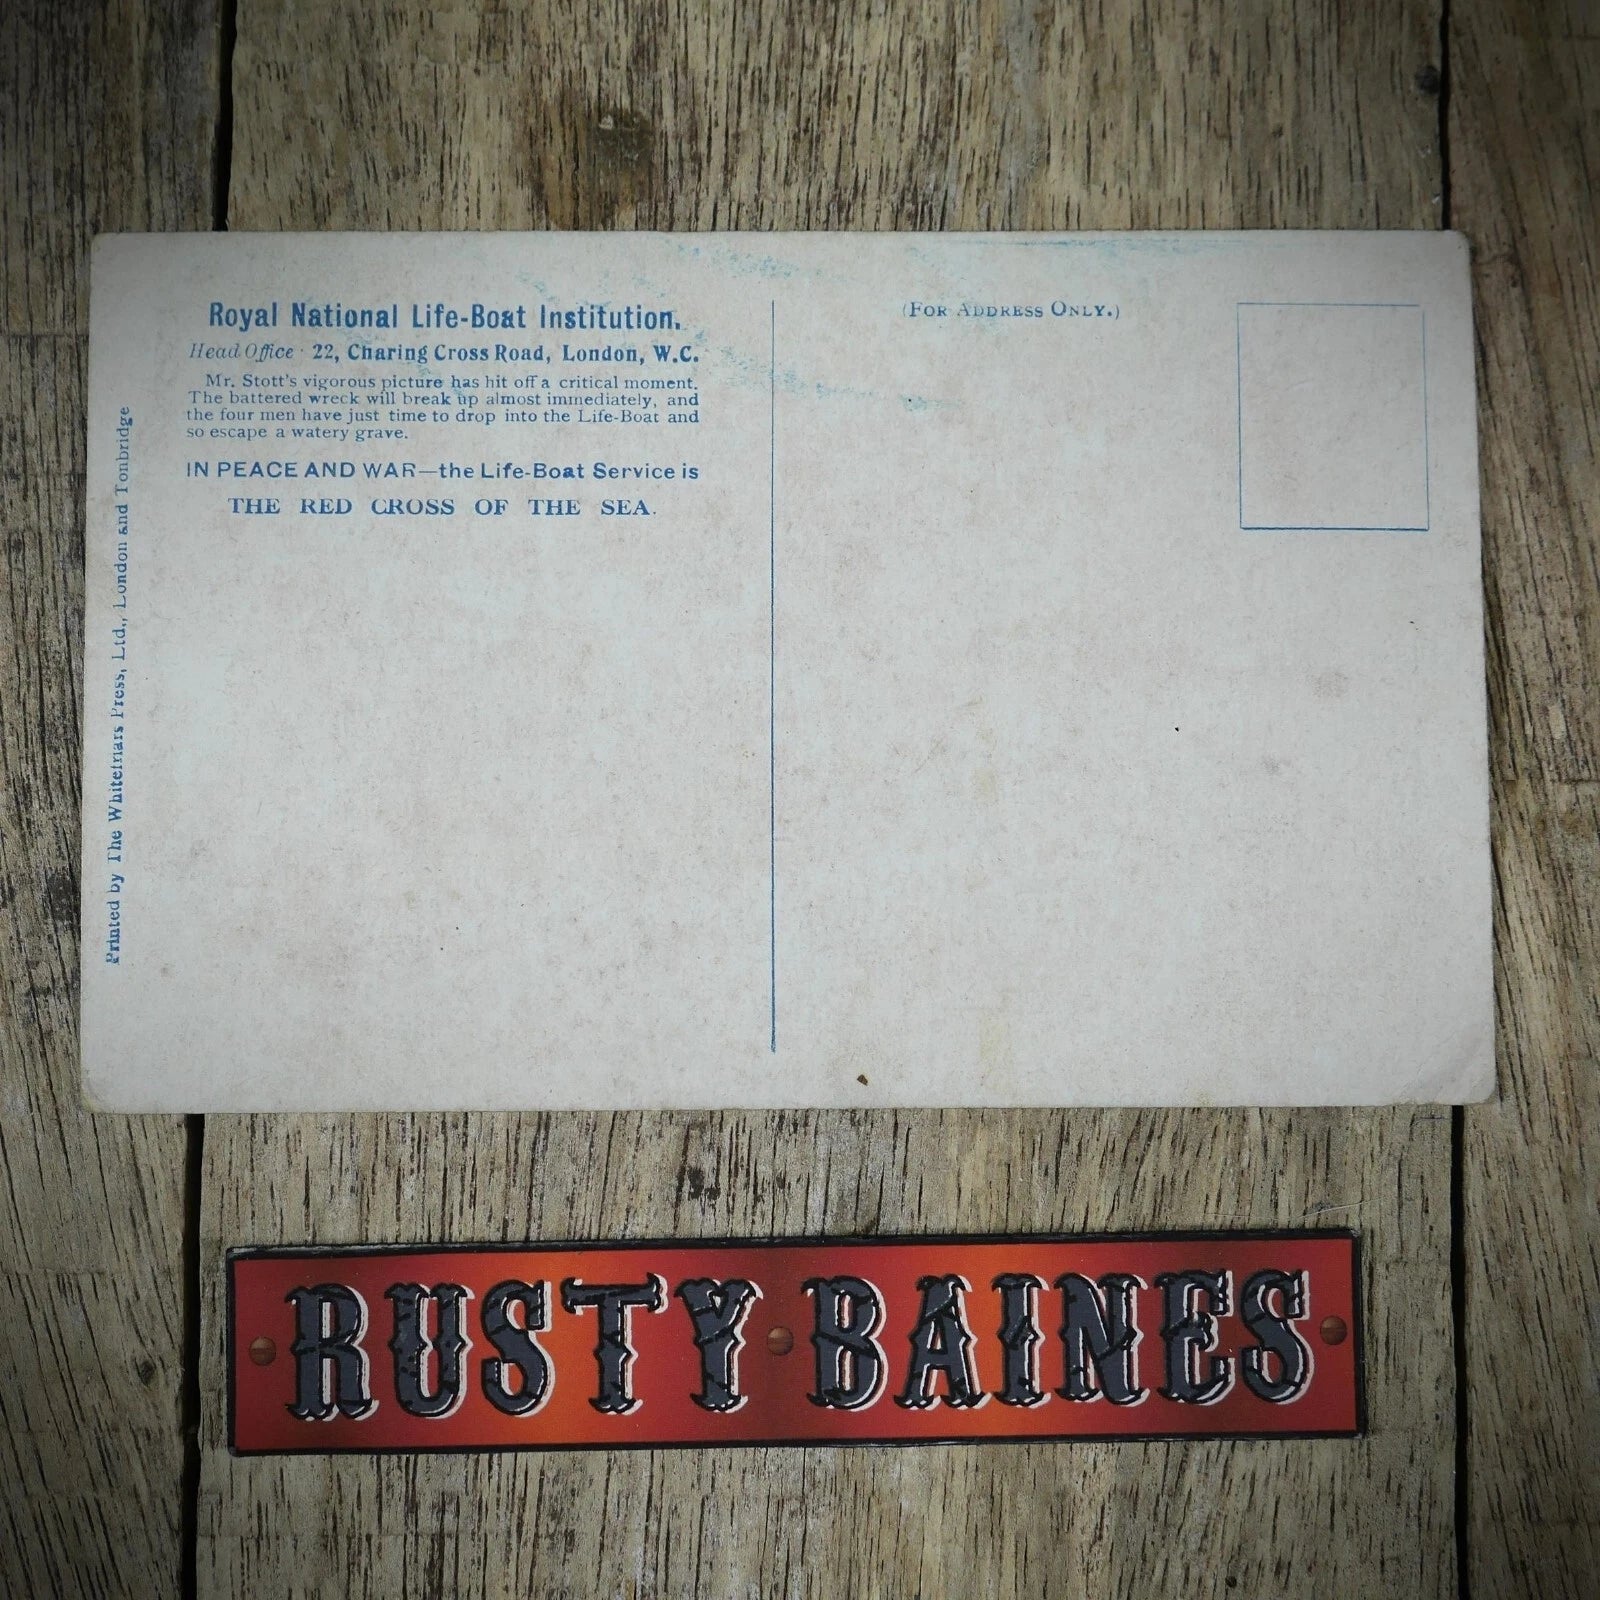 Royal National Life-Boat Institution.
Head Office · 22, Charing Cross Road, London, W.C.
Mr. Stott's vigorous picture has hit off a critical moment.
The battered wreck will break up almost immediately, and
the four men have just time to drop into the Life-Boat and
so escape a watery grave.
IN PEACE AND WAR—the Life-Boat Service is
THE RED CROSS OF THE SEA.
(For Address Only.)
Printed by The Whitefriars Press, Ltd., London and Tonbridge
RUSTY BAINES